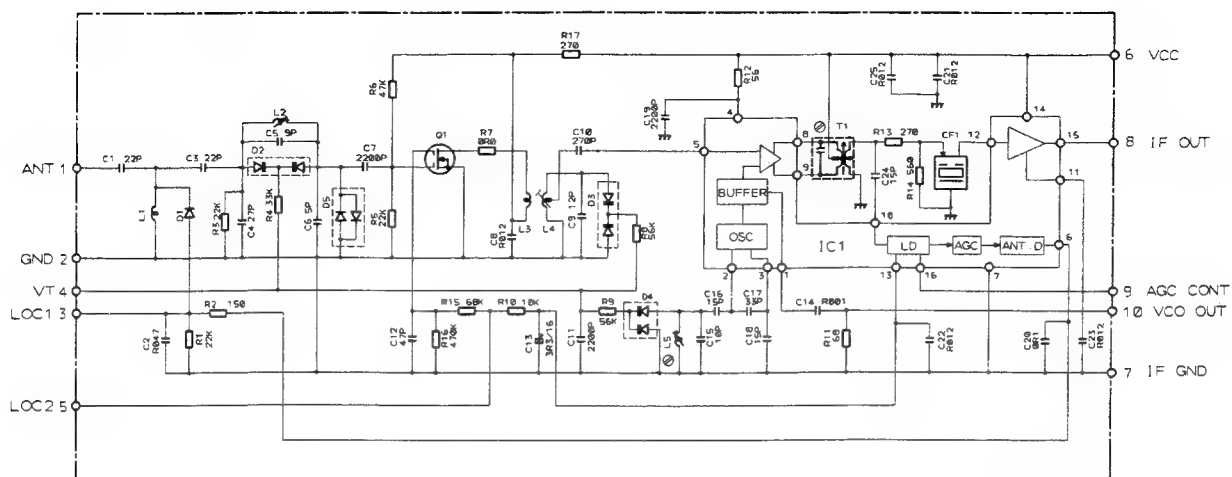 R17
270
6 VCC
R6
47K
R12
56
C25
R012
C21
R012
C19
2200P
4
14
L2
C5 9P
D2
C7
2200P
Q1
R7
0R0
C10
270P
5
8
T1
R13 270
CF1
12
15
8 IF OUT
ANT 1
C1 22P
C3 22P
9
C24
15P
R14 560
11
L1
D1
R3 22K
C4 27P
R4 33K
C6 5P
D5
R5
22K
C8
R012
L3
L4
C9 12P
D3
R8
56K
BUFFER
OSC
IC1
10
LD
AGC
ANT.D
6
GND 2
2
3
1
13
16
7
VT 4
9 AGC CONT
LOC1 3
R2 150
R15 68K
R10 10K
R9
56K
D4
C16
15P
C17
33P
C14 R001
10 VCO OUT
C2
R047
R1
22K
C12
47P
R16
470K
C13
3R3/16
C11
2200P
L5
C15
10P
C18
15P
R11
68
C22
R012
C20
0R1
C23
R012
7 IF GND
LOC2 5